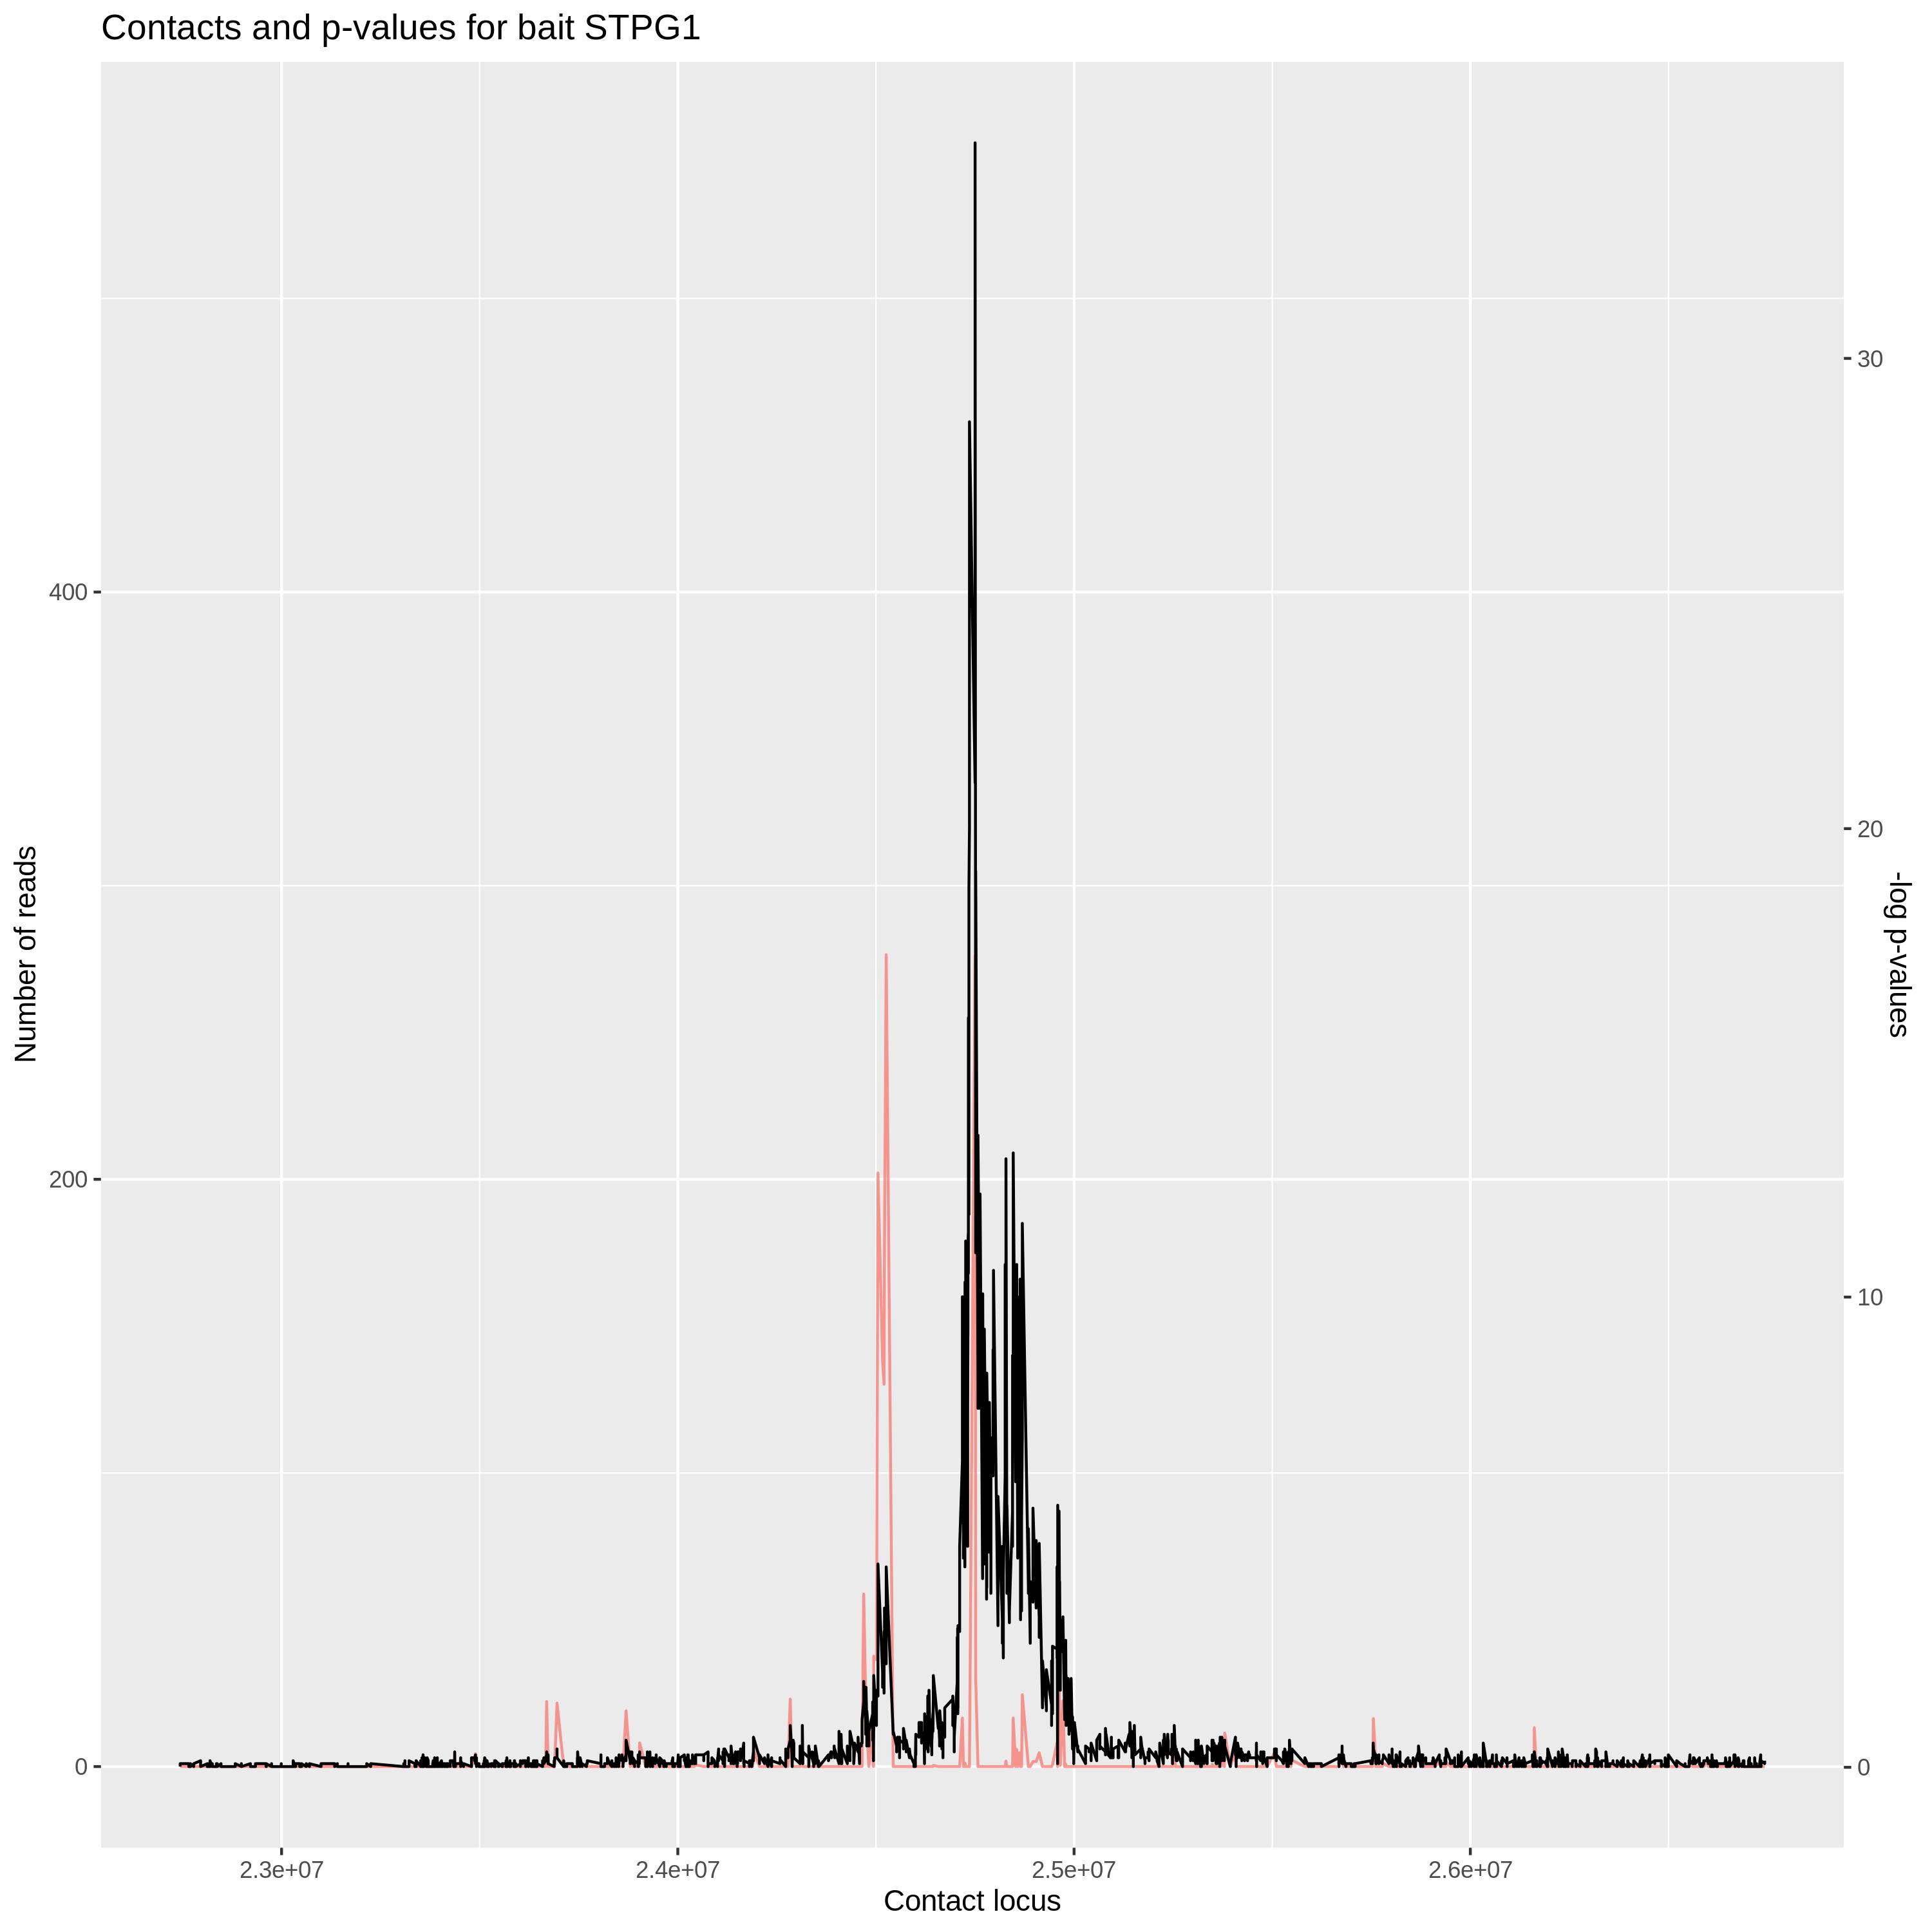 Contacts and p-values for bait STPG1
Number of reads
400
200
0
30
20
10
0
-log p-values
2.3e+07
2.4e+07
2.5e+07
2.6e+07
Contact locus